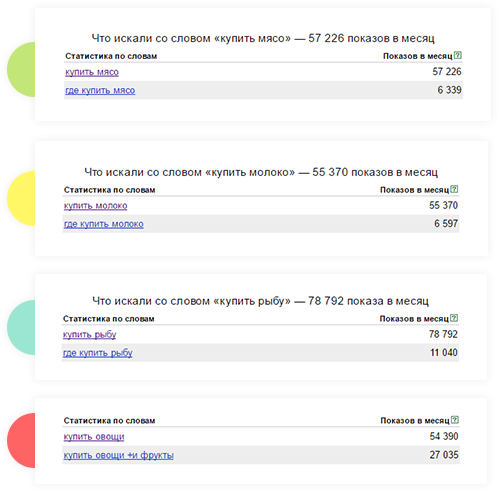 Что искали со словом «купить мясо» — 57 226 показов в месяц
Статистика по словам Показов в месяц ?
купить мясо 57 226
где купить мясо 6 339
Что искали со словом «купить молоко» — 55 370 показов в месяц
Статистика по словам Показов в месяц ?
купить молоко 55 370
где купить молоко 6 597
Что искали со словом «купить рыбу» — 78 792 показа в месяц
Статистика по словам Показов в месяц ?
купить рыбу 78 792
где купить рыбу 11 040
Статистика по словам Показов в месяц ?
купить овощи 54 390
купить овощи +и фрукты 27 035